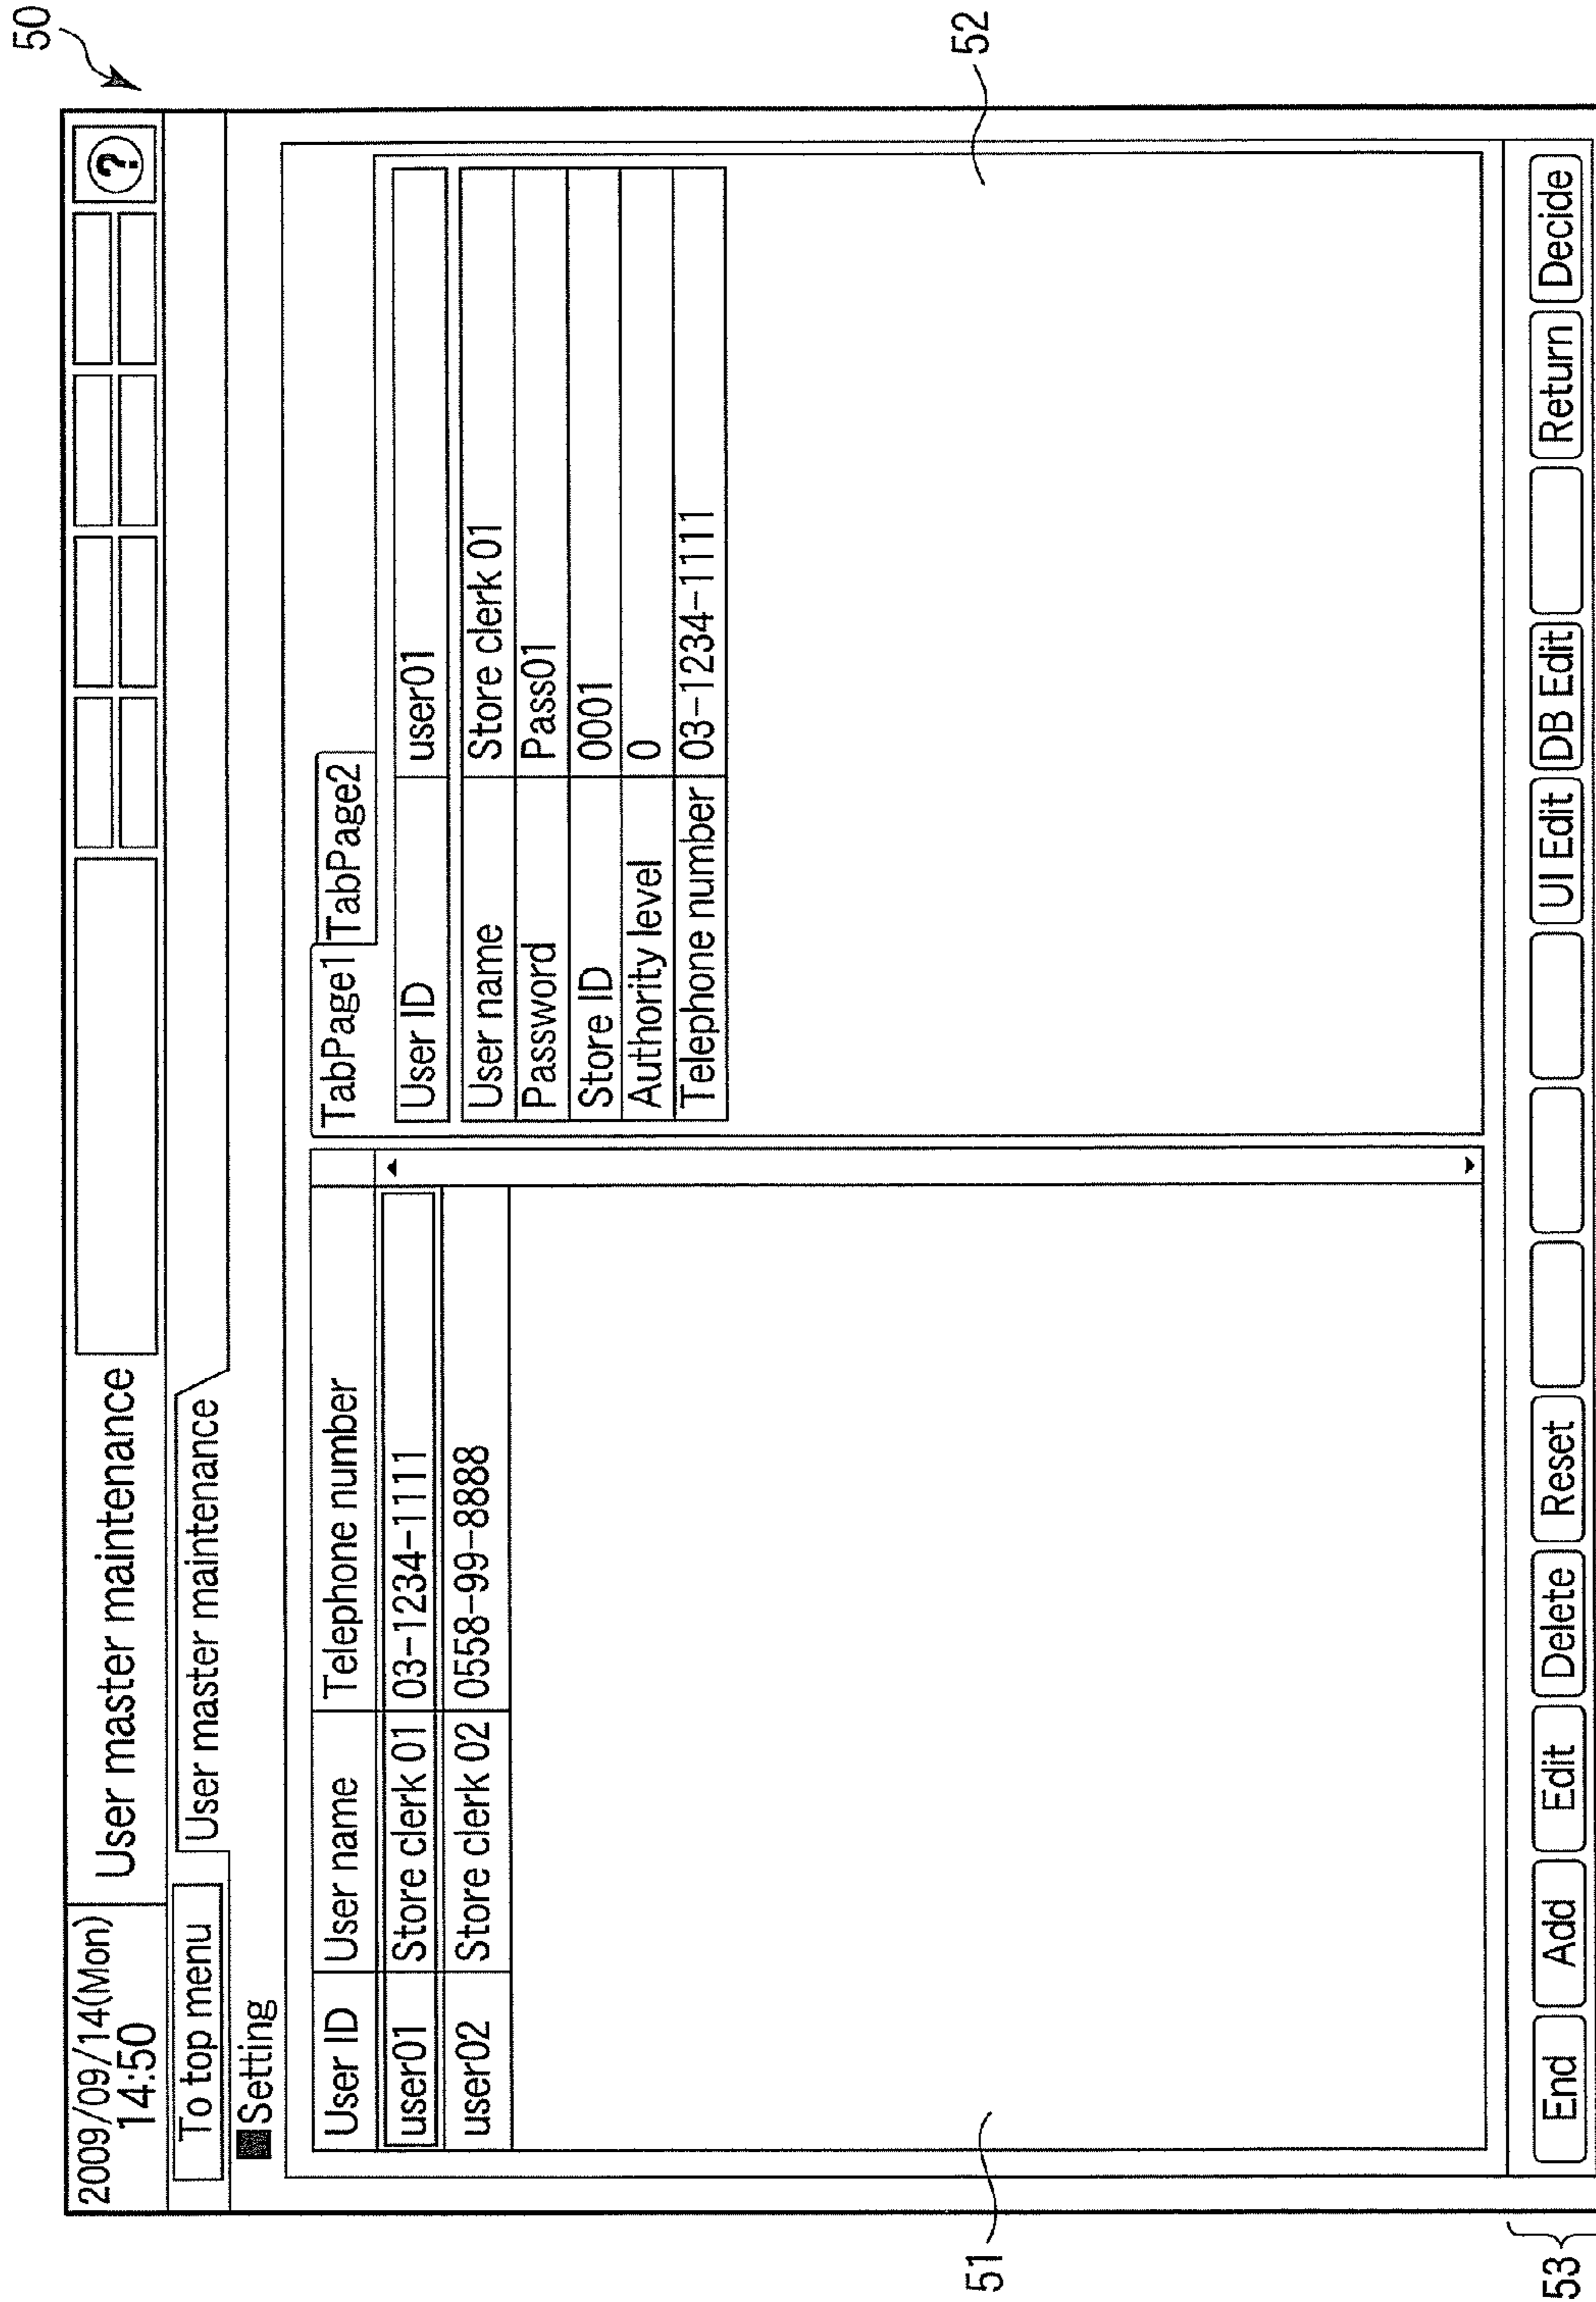 50
2009/09/14(Mon)
14:50
User master maintenance
?
To top menu
User master maintenance
■Setting
User ID User name Telephone number
user01 Store clerk 01 03-1234-1111
user02 Store clerk 02 0558-99-8888
TabPage1 TabPage2
User ID user01
User name Store clerk 01
Password Pass01
Store ID 0001
Authority level 0
Telephone number 03-1234-1111
51
52
53
End Add Edit Delete Reset UI Edit DB Edit Return Decide